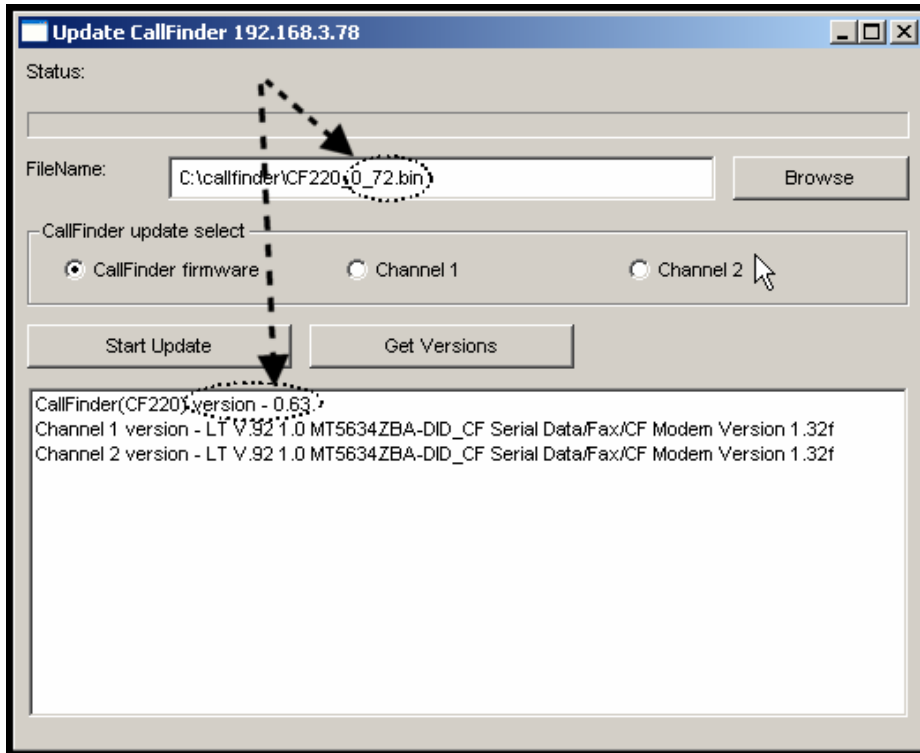 Update CallFinder 192.168.3.78
Status:
FileName:
C:\callfinder\CF220_0_72.bin
Browse
CallFinder update select
CallFinder firmware
Channel 1
Channel 2
Start Update
Get Versions
CallFinder(CF220) version - 0.63.
Channel 1 version - LT V.92 1.0 MT5634ZBA-DID_CF Serial Data/Fax/CF Modem Version 1.32f
Channel 2 version - LT V.92 1.0 MT5634ZBA-DID_CF Serial Data/Fax/CF Modem Version 1.32f